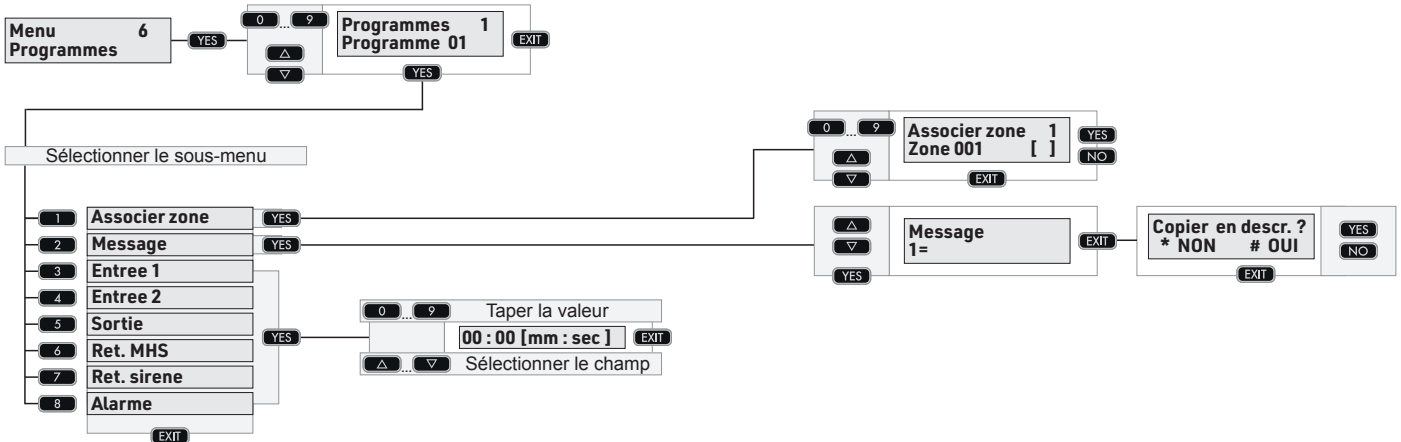 Menu 6
Programmes
YES
0 ... 9
Programmes 1
Programme 01
EXIT
YES
Sélectionner le sous-menu
0 ... 9
Associer zone 1
Zone 001 [ ]
YES
NO
EXIT
1 Associer zone YES
2 Message YES
3 Entree 1
4 Entree 2
5 Sortie
6 Ret. MHS
7 Ret. sirene
8 Alarme
YES
EXIT
Message
1=
YES
EXIT
Copier en descr. ?
* NON # OUI
YES
NO
EXIT
0 ... 9 Taper la valeur
00 : 00 [mm : sec ] EXIT
... Sélectionner le champ